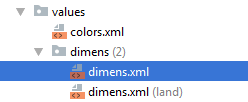 values
colors.xml
dimens (2)
dimens.xml
dimens.xml (land)